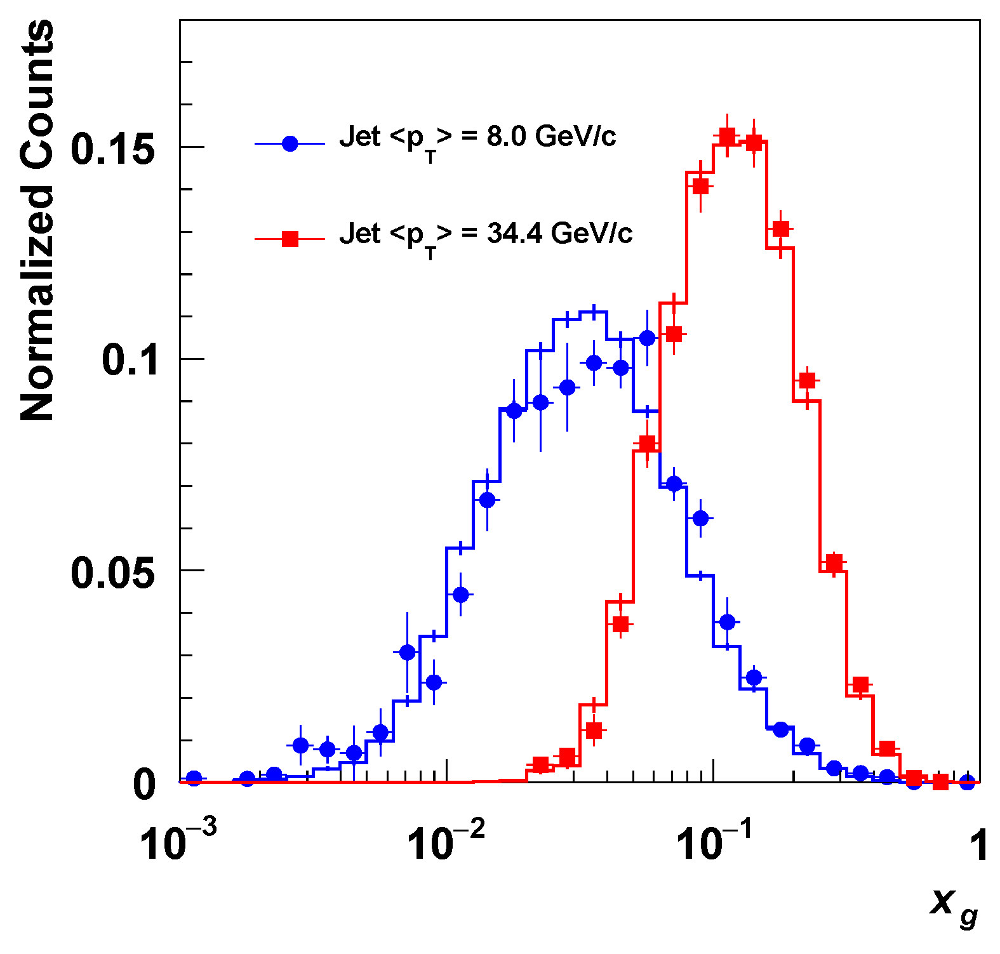 Normalized Counts
0.15
0.1
0.05
0
Jet <p_T> = 8.0 GeV/c
Jet <p_T> = 34.4 GeV/c
10^−3 10^−2 10^−1 1
x_g